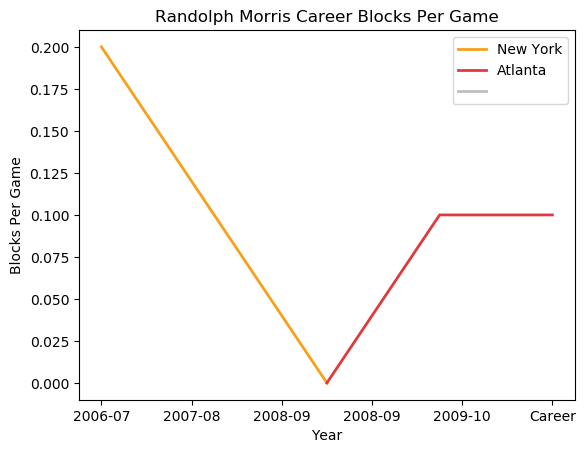 Randolph Morris Career Blocks Per Game
New York
Atlanta
0.200
0.175
0.150
0.125
0.100
0.075
0.050
0.025
0.000
Blocks Per Game
2006-07 2007-08 2008-09 2008-09 2009-10 Career
Year